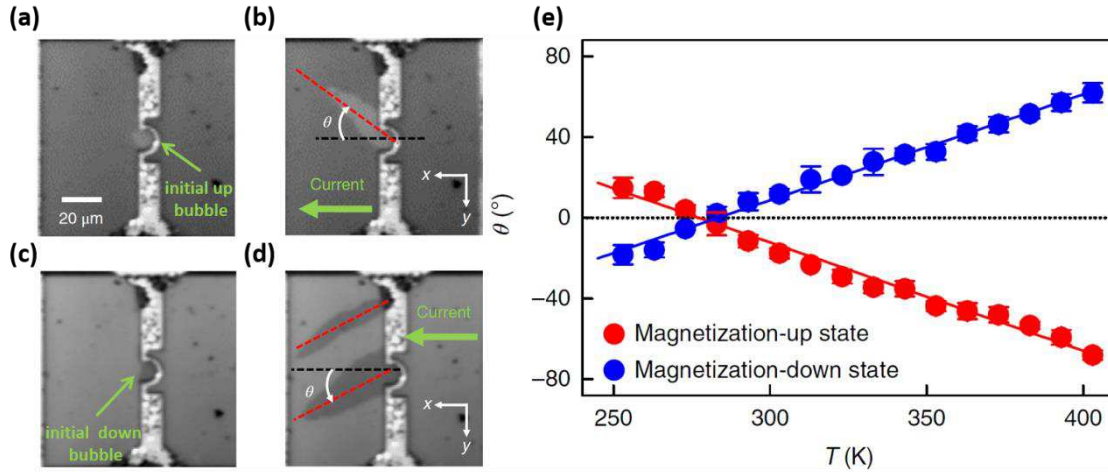 (a)
initial up
bubble
20 μm
(b)
θ
x
y
Current
(c)
initial down
bubble
(d)
Current
θ
x
y
(e)
80
40
0
−40
−80
θ (°)
Magnetization-up state
Magnetization-down state
250
300
350
400
T (K)